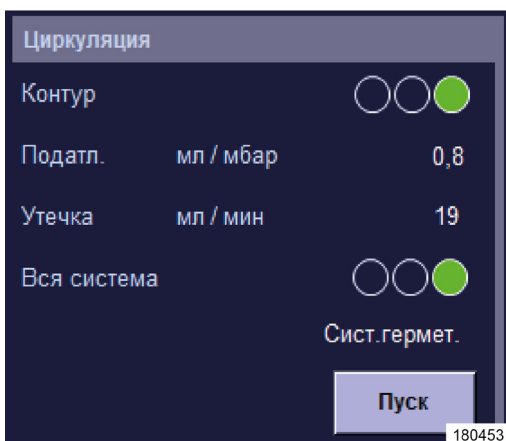 Циркуляция
Контур
Податл. мл / мбар 0,8
Утечка мл / мин 19
Вся система
Сист.гермет.
Пуск
180453